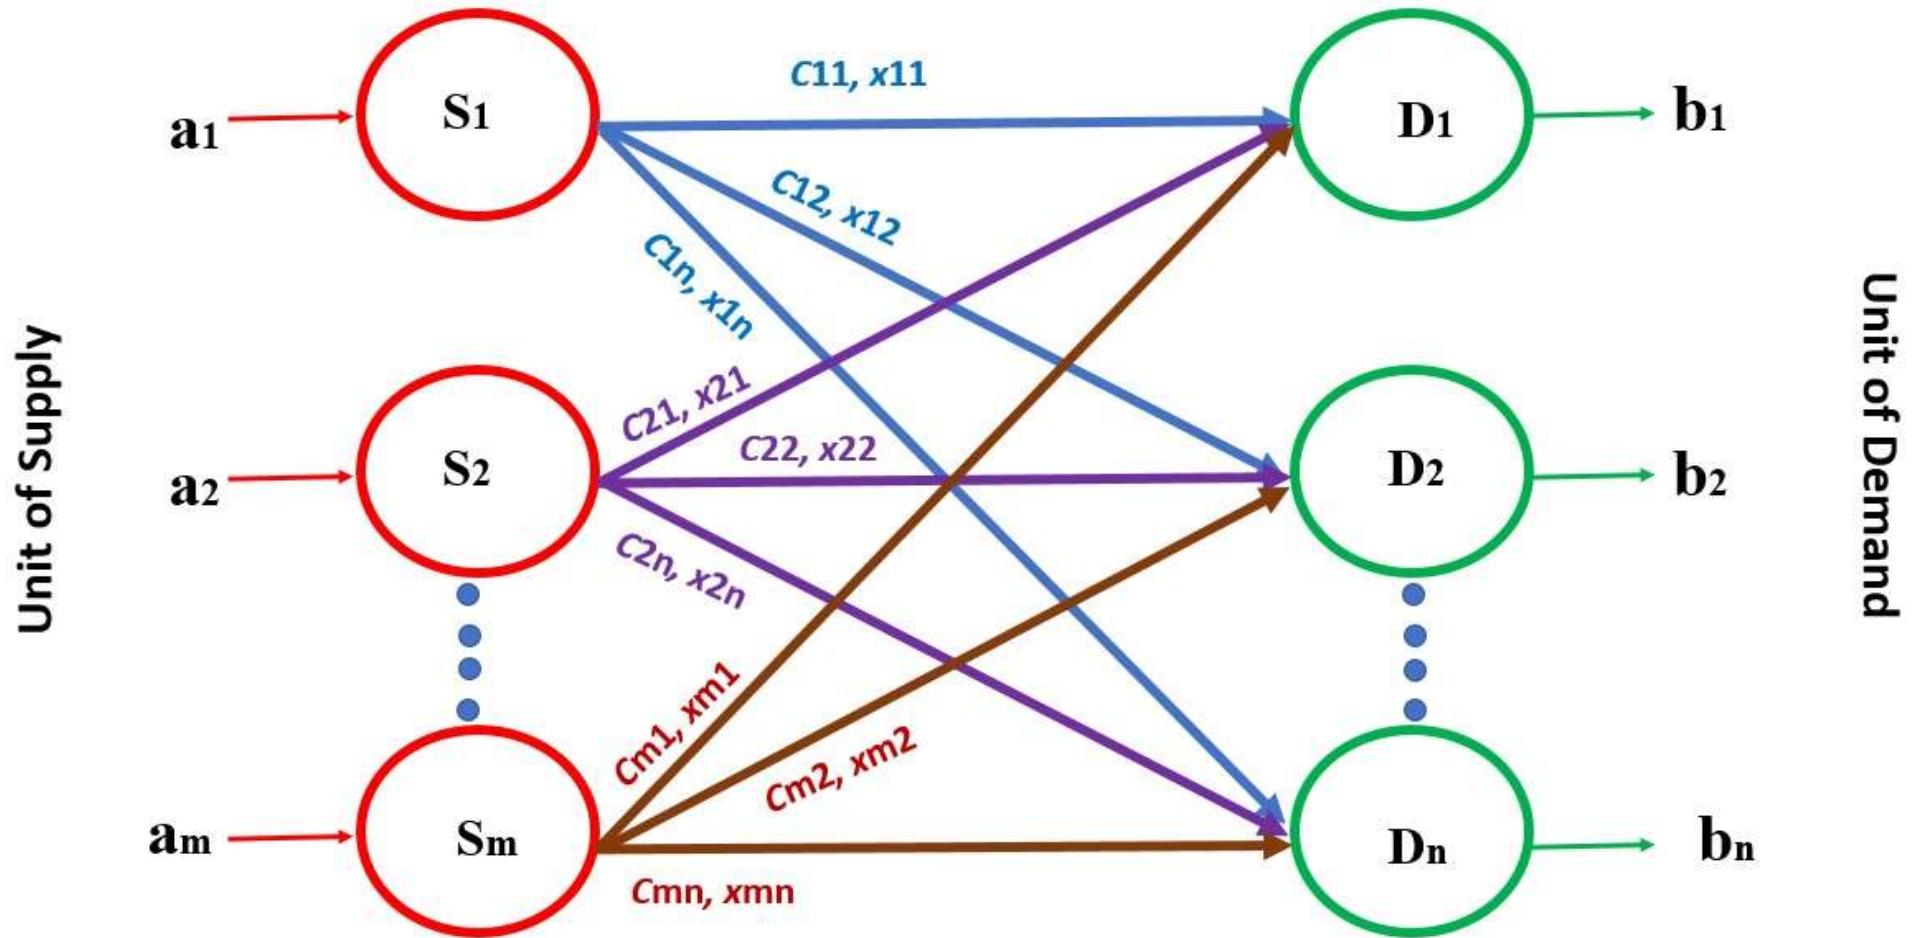 Unit of Supply
a1
S1
C11, x11
D1
b1
C12, x12
C1n, x1n
a2
S2
C21, x21
C22, x22
C2n, x2n
D2
b2
am
Sm
Cm1, xm1
Cm2, xm2
Cmn, xmn
Dn
bn
Unit of Demand